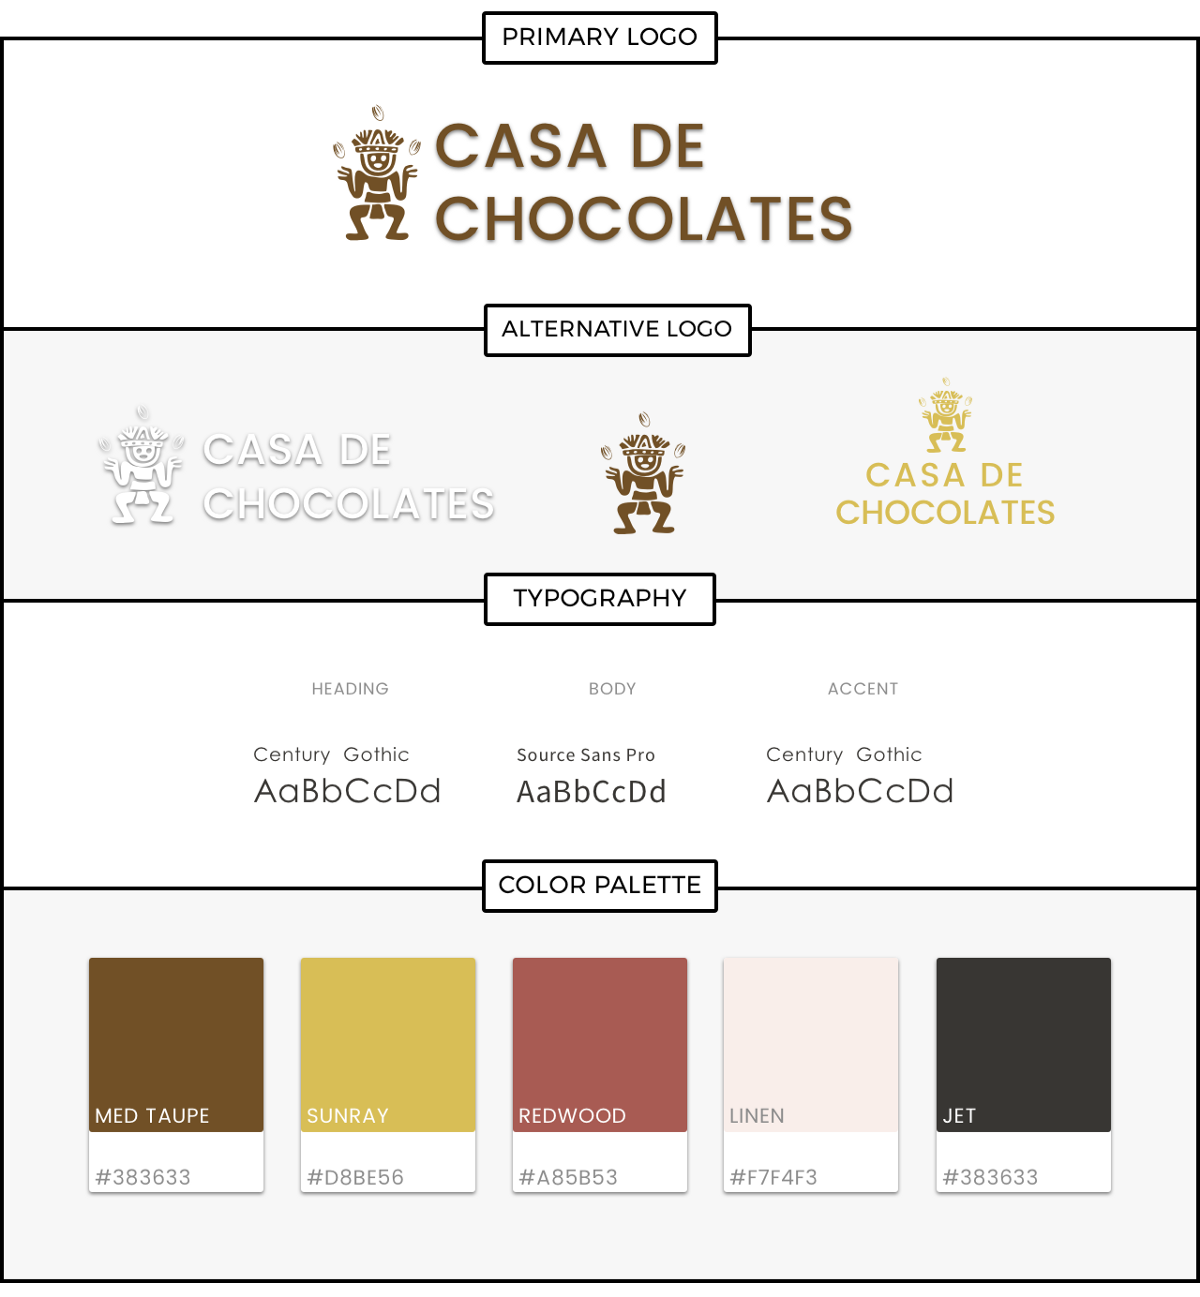 PRIMARY LOGO
CASA DE
CHOCOLATES
ALTERNATIVE LOGO
CASA DE
CHOCOLATES
CASA DE
CHOCOLATES
TYPOGRAPHY
HEADING
BODY
ACCENT
Century Gothic
AaBbCcDd
Source Sans Pro
AaBbCcDd
Century Gothic
AaBbCcDd
COLOR PALETTE
MED TAUPE
#383633
SUNRAY
#D8BE56
REDWOOD
#A85B53
LINEN
#F7F4F3
JET
#383633